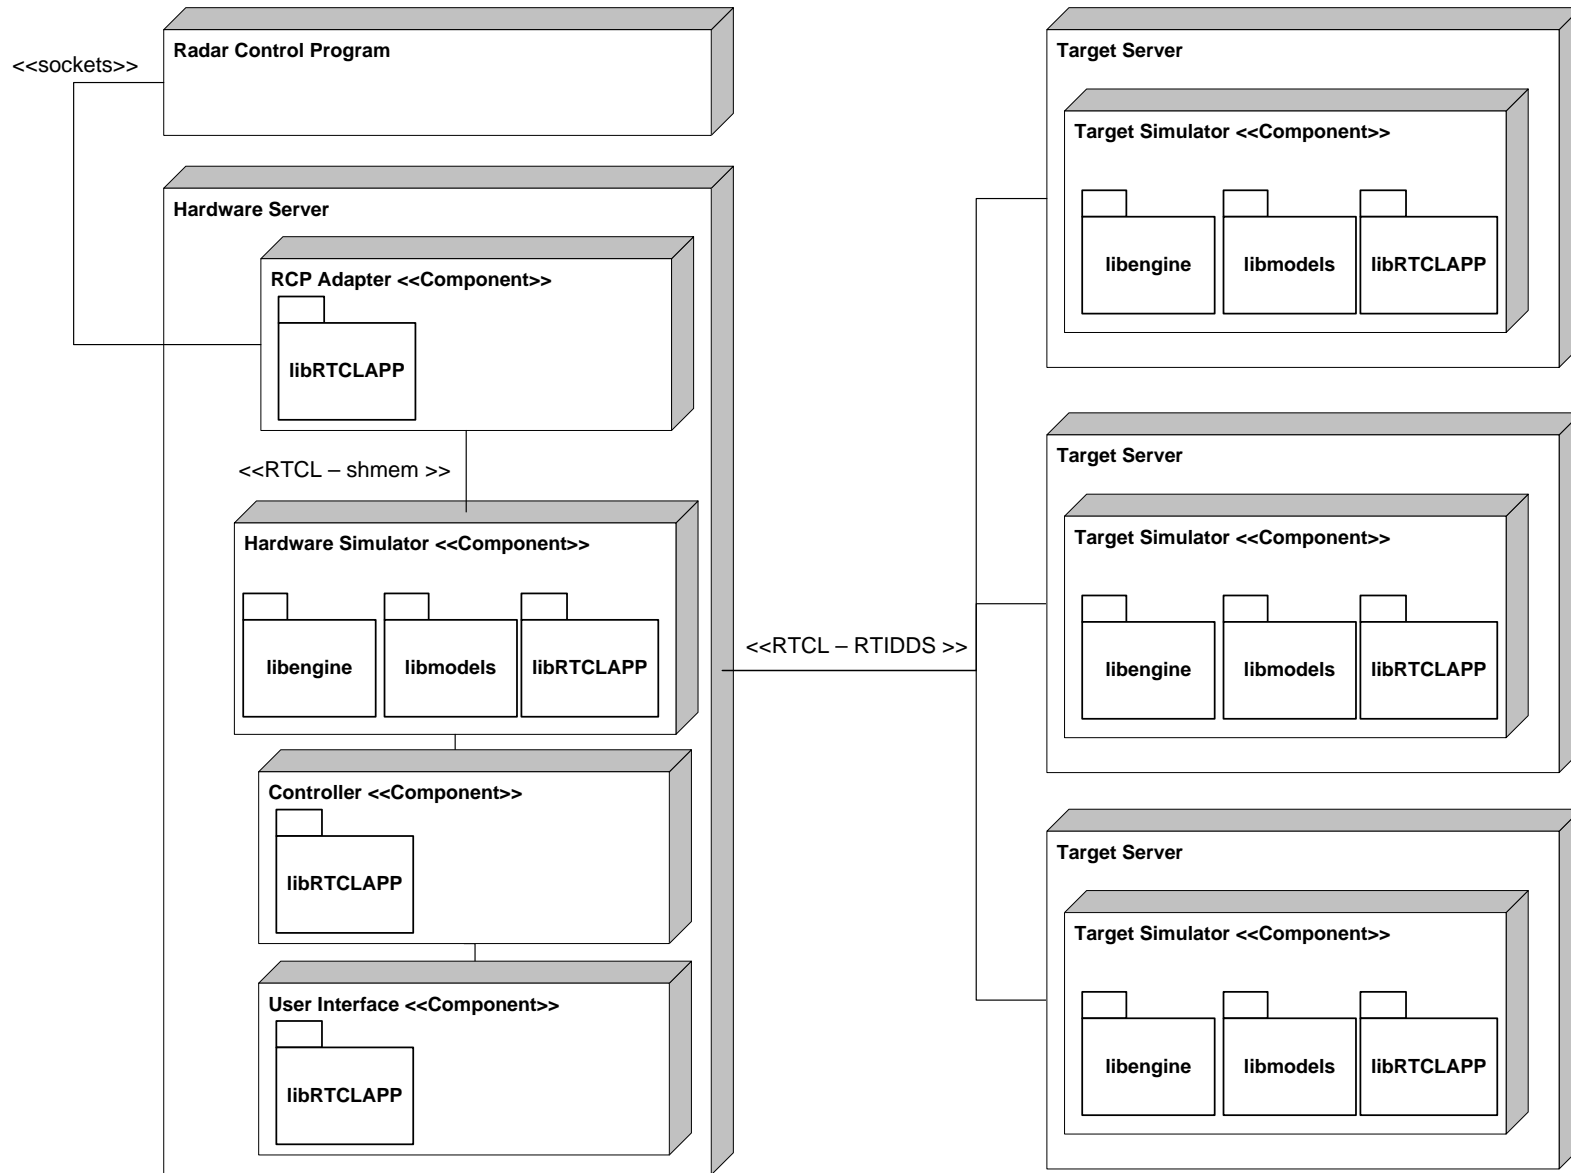 <<sockets>>
Radar Control Program
Hardware Server
RCP Adapter <<Component>>
libRTCLAPP
<<RTCL – shmem >>
Hardware Simulator <<Component>>
libengine
libmodels
libRTCLAPP
Controller <<Component>>
libRTCLAPP
User Interface <<Component>>
libRTCLAPP
<<RTCL – RTIDDS >>
Target Server
Target Simulator <<Component>>
libengine
libmodels
libRTCLAPP
Target Server
Target Simulator <<Component>>
libengine
libmodels
libRTCLAPP
Target Server
Target Simulator <<Component>>
libengine
libmodels
libRTCLAPP